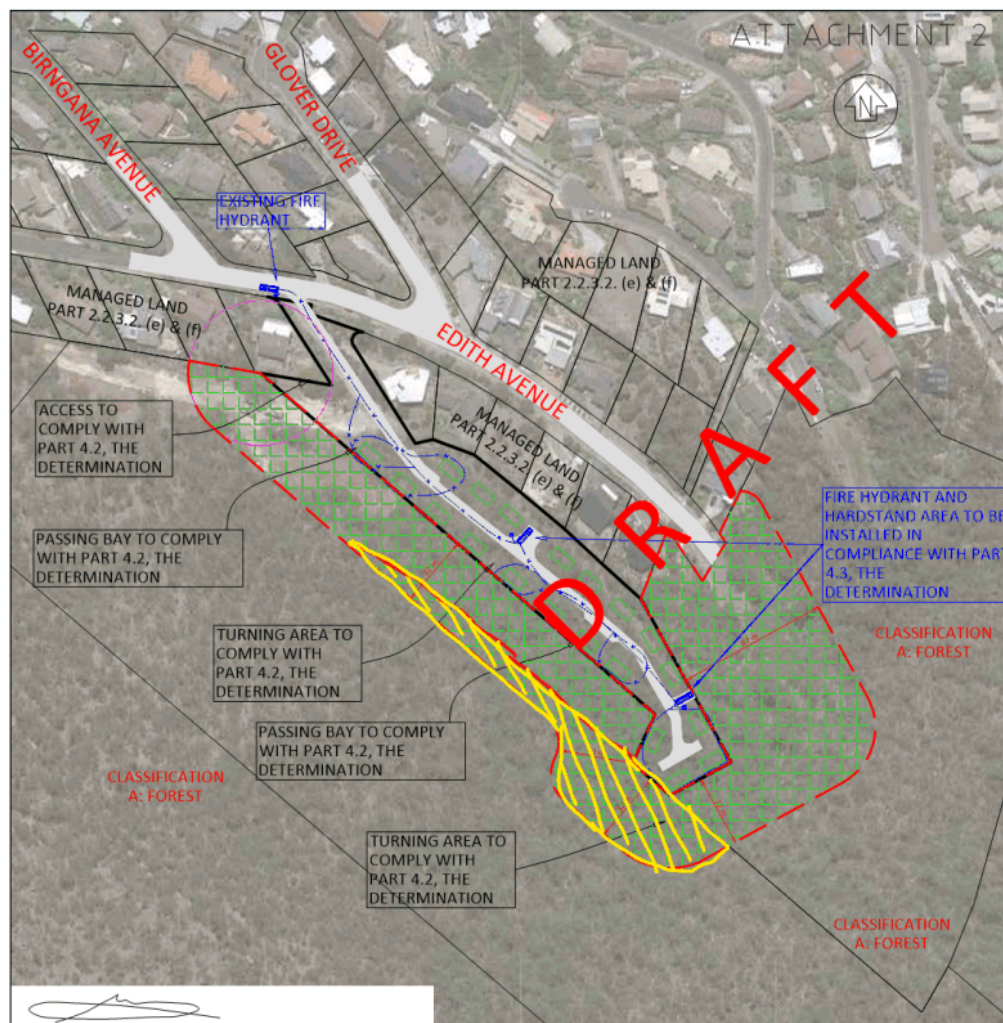 ATTACHMENT 2
N
BIRNGANA AVENUE
GLOVER DRIVE
EXISTING FIRE
HYDRANT
MANAGED LAND
PART 2.2.3.2. (e) & (f)
MANAGED LAND
PART 2.2.3.2. (e) & (f)
EDITH AVENUE
DRAFT
ACCESS TO
COMPLY WITH
PART 4.2, THE
DETERMINATION
MANAGED LAND
PART 2.2.3.2. (e) & (f)
FIRE HYDRANT AND
HARDSTAND AREA TO BE
INSTALLED IN
COMPLIANCE WITH PART
4.3, THE
DETERMINATION
PASSING BAY TO COMPLY
WITH PART 4.2, THE
DETERMINATION
TURNING AREA TO
COMPLY WITH
PART 4.2, THE
DETERMINATION
CLASSIFICATION
A: FOREST
PASSING BAY TO COMPLY
WITH PART 4.2, THE
DETERMINATION
CLASSIFICATION
A: FOREST
TURNING AREA TO
COMPLY WITH
PART 4.2, THE
DETERMINATION
CLASSIFICATION
A: FOREST